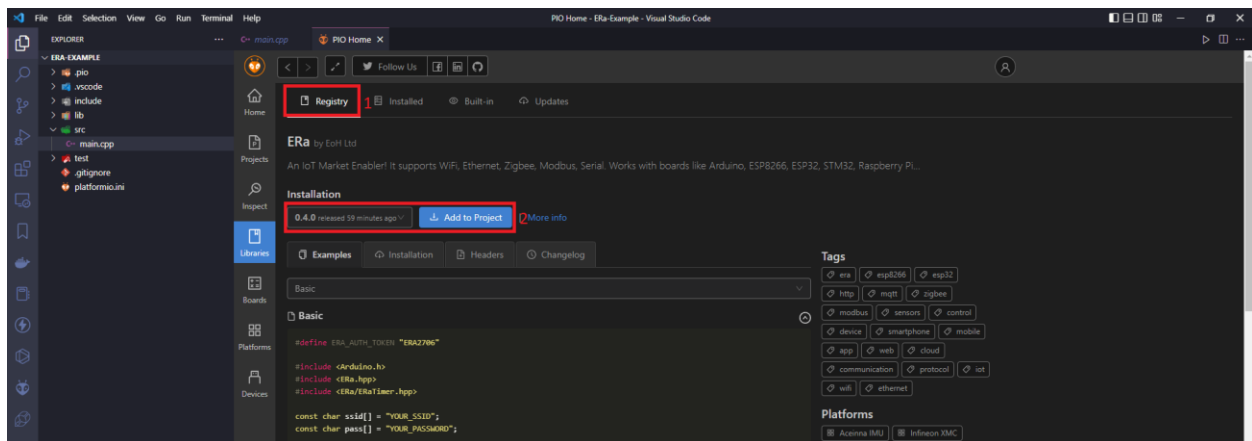 File Edit Selection View Go Run Terminal Help
PIO Home - ERa-Example - Visual Studio Code
EXPLORER
main.cpp
PIO Home
ERA-EXAMPLE
.pio
.vscode
include
lib
src
main.cpp
test
.gitignore
platformio.ini
Follow Us
Home
Projects
Inspect
Libraries
Boards
Platforms
Devices
Registry 1 Installed Built-in Updates
ERa by EoH Ltd
An IoT Market Enabler! It supports WiFi, Ethernet, Zigbee, Modbus, Serial. Works with boards like Arduino, ESP8266, ESP32, STM32, Raspberry Pi...
Installation
0.4.0 released 59 minutes ago Add to Project 2 More info
Examples Installation Headers Changelog
Basic
Basic
#define ERA_AUTH_TOKEN "ERA2706"
#include <Arduino.h>
#include <ERa.hpp>
#include <ERa/ERaTimer.hpp>
const char ssid[] = "YOUR_SSID";
const char pass[] = "YOUR_PASSWORD";
Tags
era esp8266 esp32
http mqtt zigbee
modbus sensors control
device smartphone mobile
app web cloud
communication protocol iot
wifi ethernet
Platforms
Aceinna IMU Infineon XMC